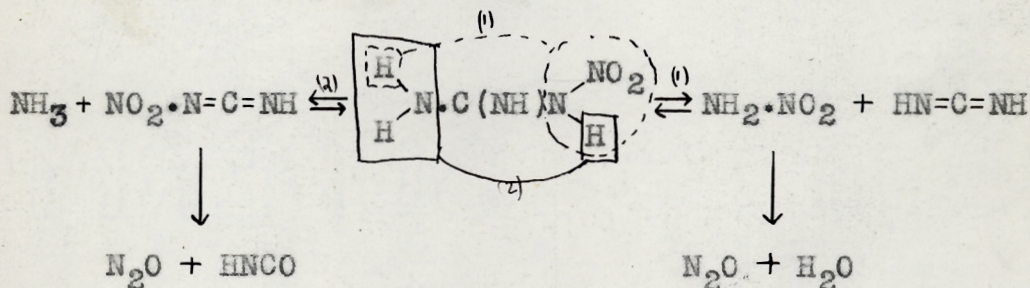 (1)
H NO₂
NH₃ + NO₂·N=C=NH (2) ⇌ N·C(NH)N (1) ⇌ NH₂·NO₂ + HN=C=NH
H H
(2)
↓ ↓
N₂O + HNCO N₂O + H₂O